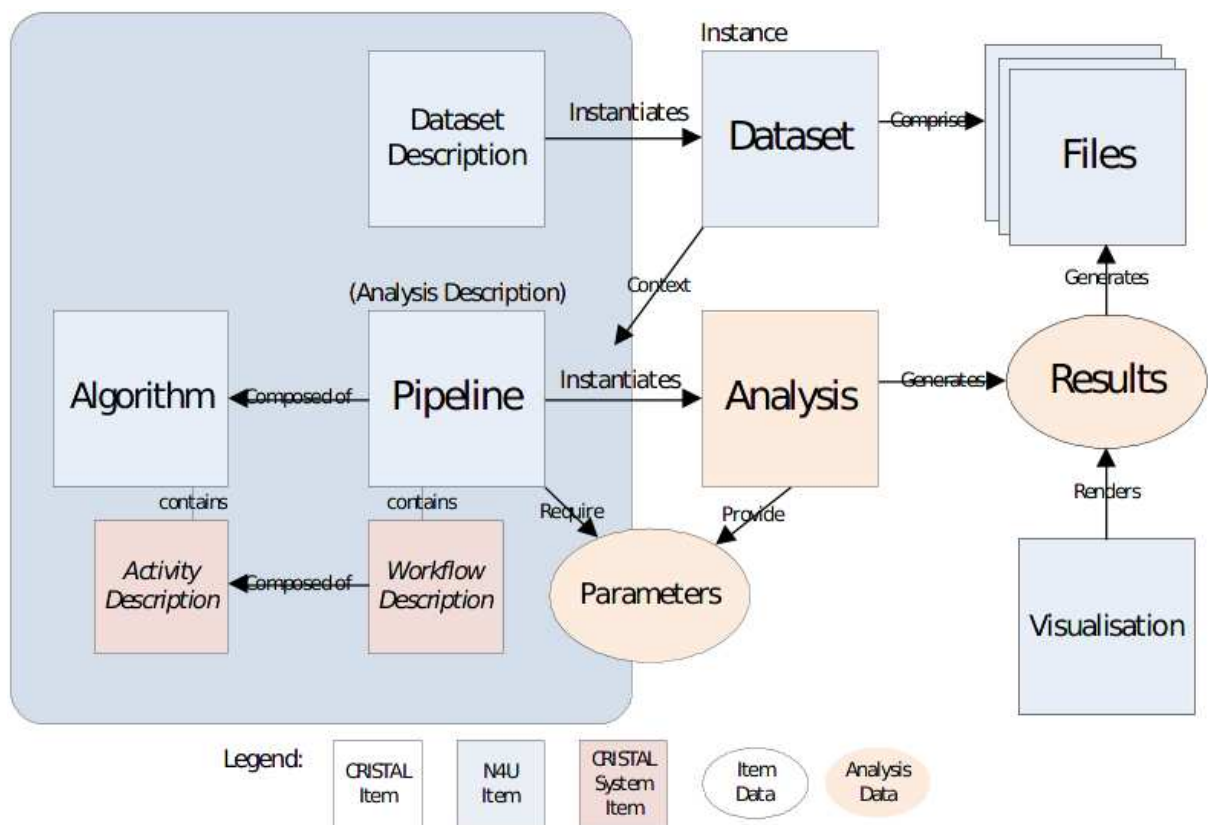 Instance
Dataset
Description
Instantiates
Dataset
Comprise
Files
Context
Generates
(Analysis Description)
Algorithm
Composed of
Pipeline
Instantiates
Analysis
Generates
Results
contains
contains
Require
Provide
Renders
Activity
Description
Composed of
Workflow
Description
Parameters
Visualisation
Legend:
CRISTAL
Item
N4U
Item
CRISTAL
System
Item
Item
Data
Analysis
Data